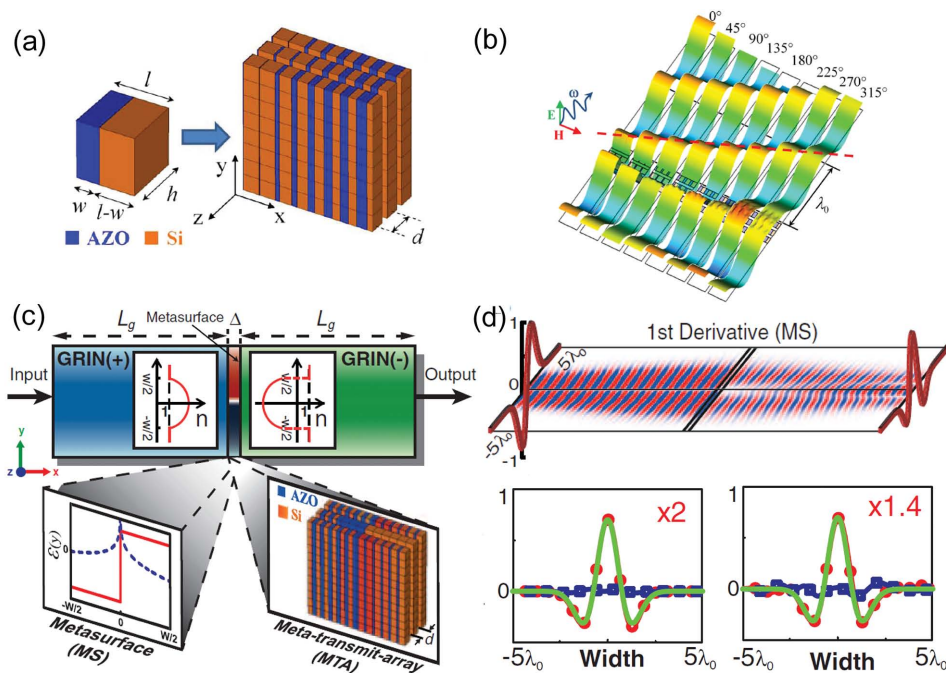 (a)
l
w
l-w
h
y
z
x
d
AZO
Si
(b)
0°
45°
90°
135°
180°
225°
270°
315°
E
ω
H
λ₀
(c)
L_g
Metasurface
Δ
L_g
GRIN(+)
GRIN(-)
Input
Output
W/2
-W/2
1
n
W/2
-W/2
1
n
y
z
x
ε(y)
0
-W/2
0
W/2
Metasurface
(MS)
AZO
Si
d
Meta-transmit-array
(MTA)
(d)
1
1st Derivative (MS)
-5λ₀
0
-5λ₀
-1
1
x2
0
-5λ₀
Width
5λ₀
1
x1.4
0
-5λ₀
Width
5λ₀